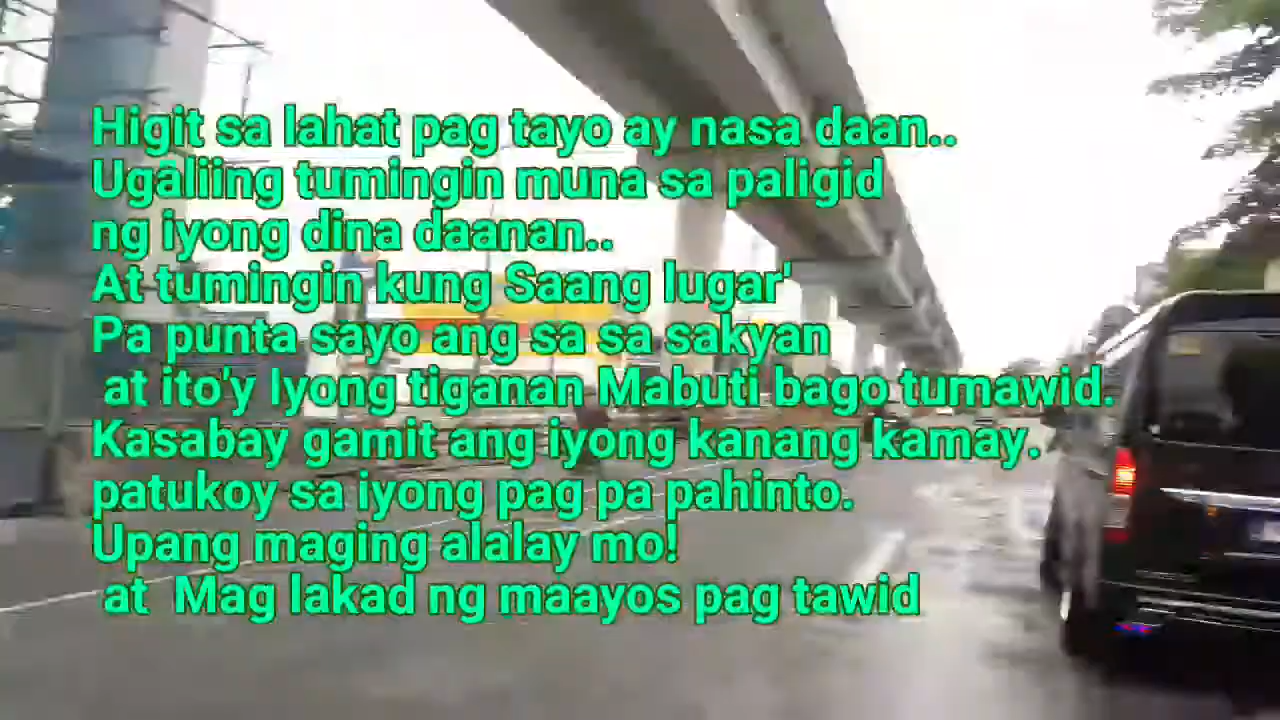 Higit sa lahat pag tayo ay nasa daan..
Ugaliing tumingin muna sa paligid
ng iyong dina daanan..
At tumingin kung Saang lugar'
Pa punta sayo ang sa sa sakyan
at ito'y Iyong tiganan Mabuti bago tumawid.
Kasabay gamit ang iyong kanang kamay.
patukoy sa iyong pag pa pahinto.
Upang maging alalay mo!
at  Mag lakad ng maayos pag tawid